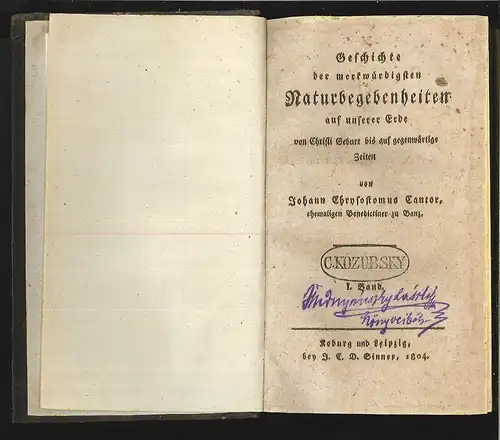 Geschichte
der merkwürdigsten
Naturbegebenheiten
auf unserer Erde
von Christi Geburt bis auf gegenwärtige
Zeiten
von
Johann Chrysostomus Cantor,
ehemaligen Benedictiner zu Banz.
C.KOZUBSKY
I. Band.
Koburg und Leipzig,
bey J. C. D. Sinner, 1804.